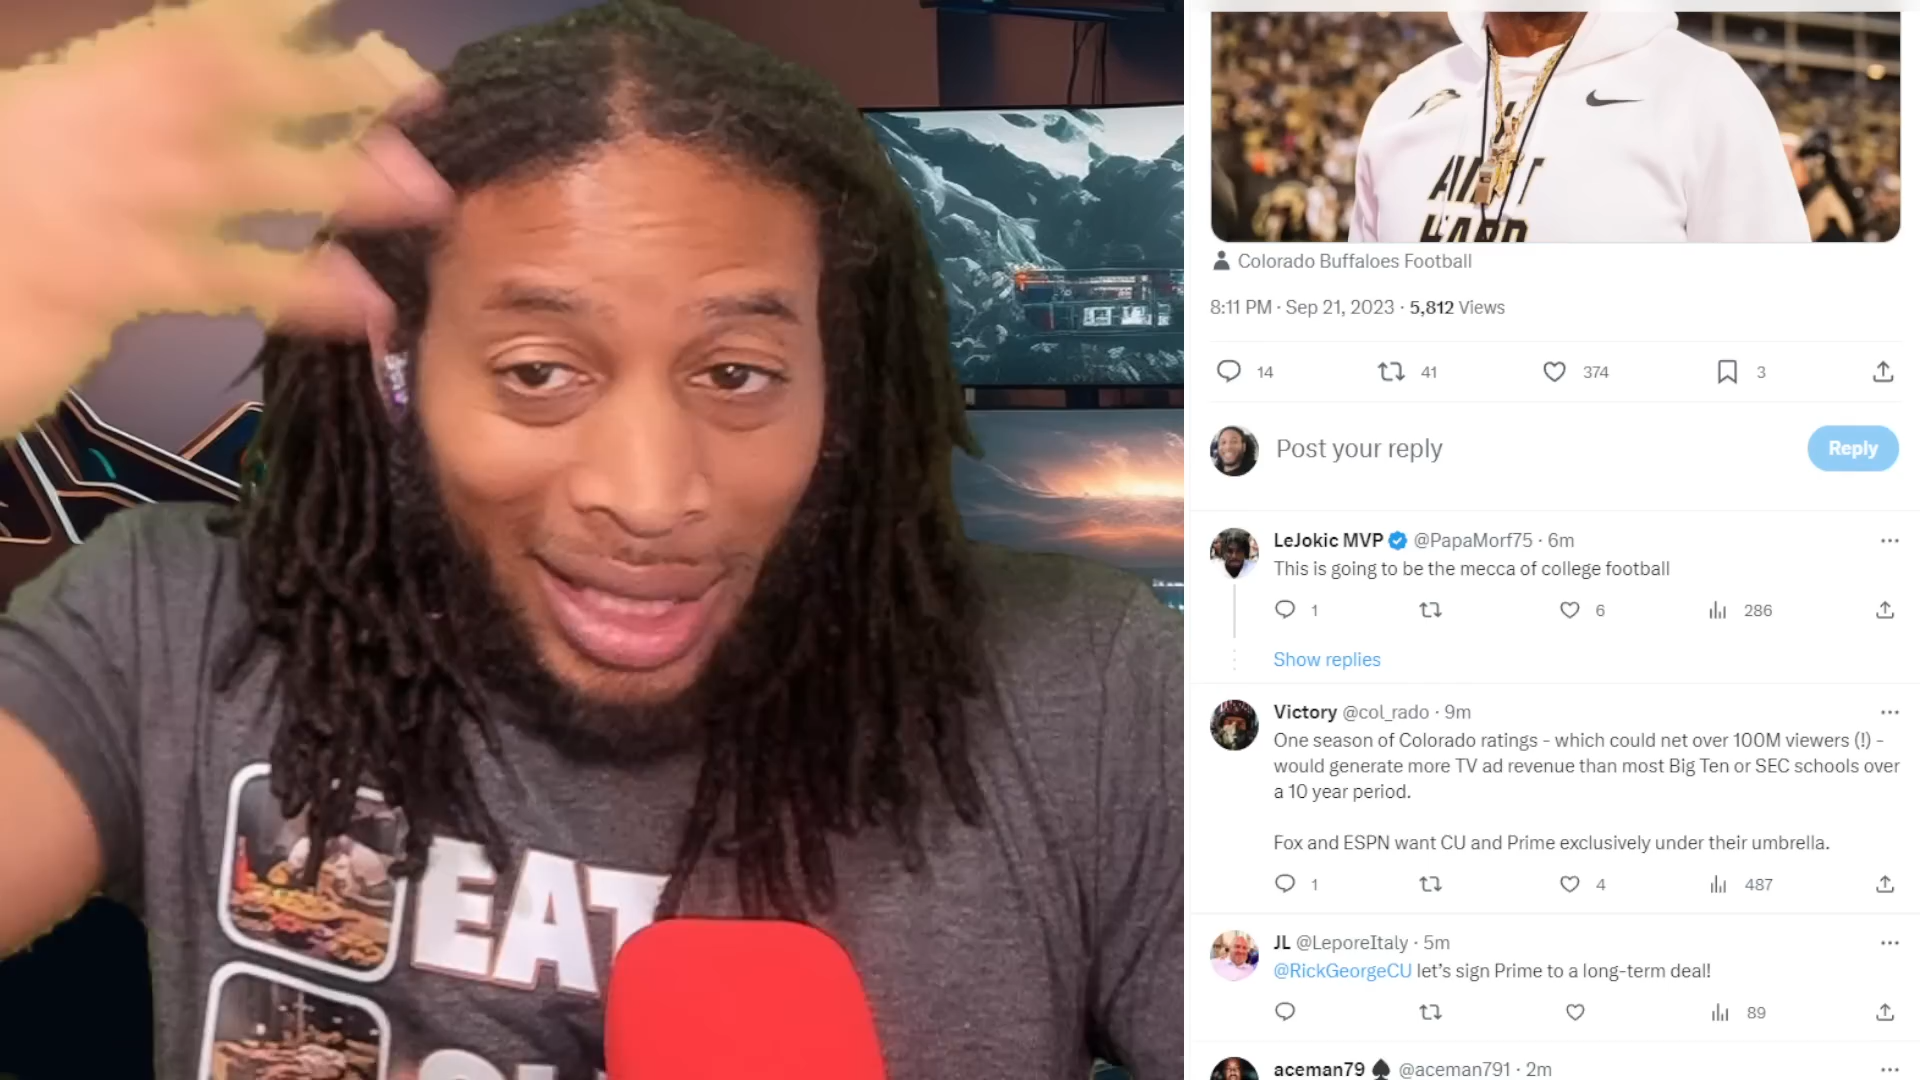 AIN'T
HARD
Colorado Buffaloes Football
8:11 PM · Sep 21, 2023 · 5,812 Views
14 41 374 3
Post your reply
Reply
LeJokic MVP @PapaMorf75 · 6m
This is going to be the mecca of college football
1 6 286
Show replies
Victory @col_rado · 9m
One season of Colorado ratings - which could net over 100M viewers (!) -
would generate more TV ad revenue than most Big Ten or SEC schools over
a 10 year period.
Fox and ESPN want CU and Prime exclusively under their umbrella.
1 4 487
JL @LeporeItaly · 5m
@RickGeorgeCU let's sign Prime to a long-term deal!
89
aceman79 @aceman791 · 2m
EAT